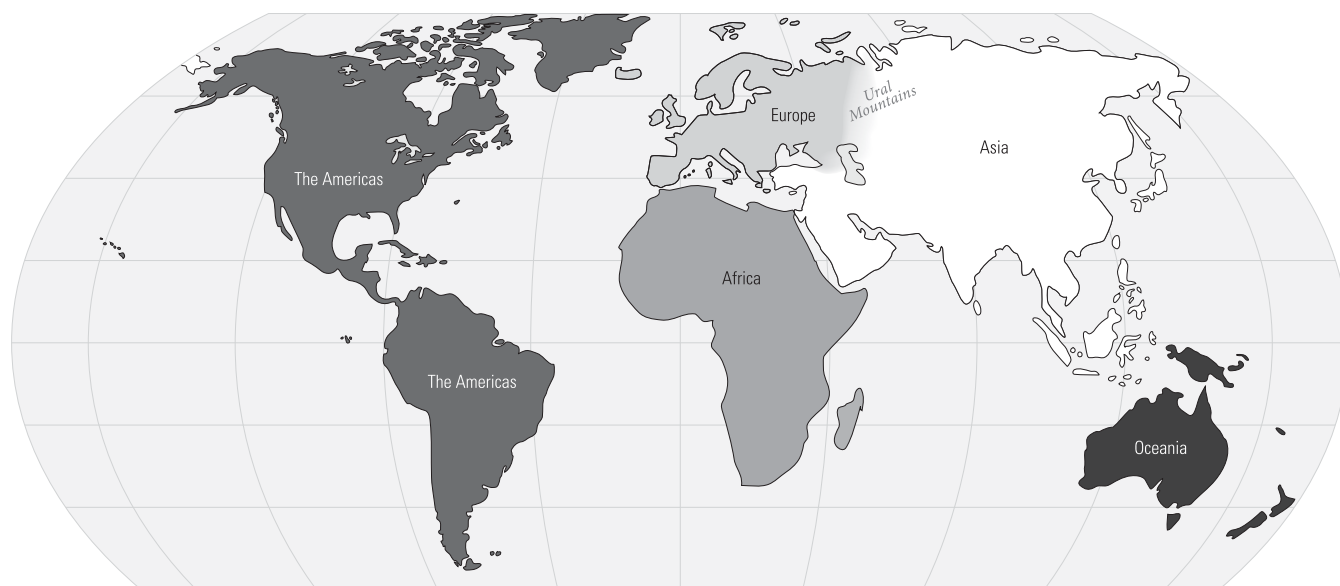 Ural
Mountains
Europe
Asia
The Americas
Africa
The Americas
Oceania